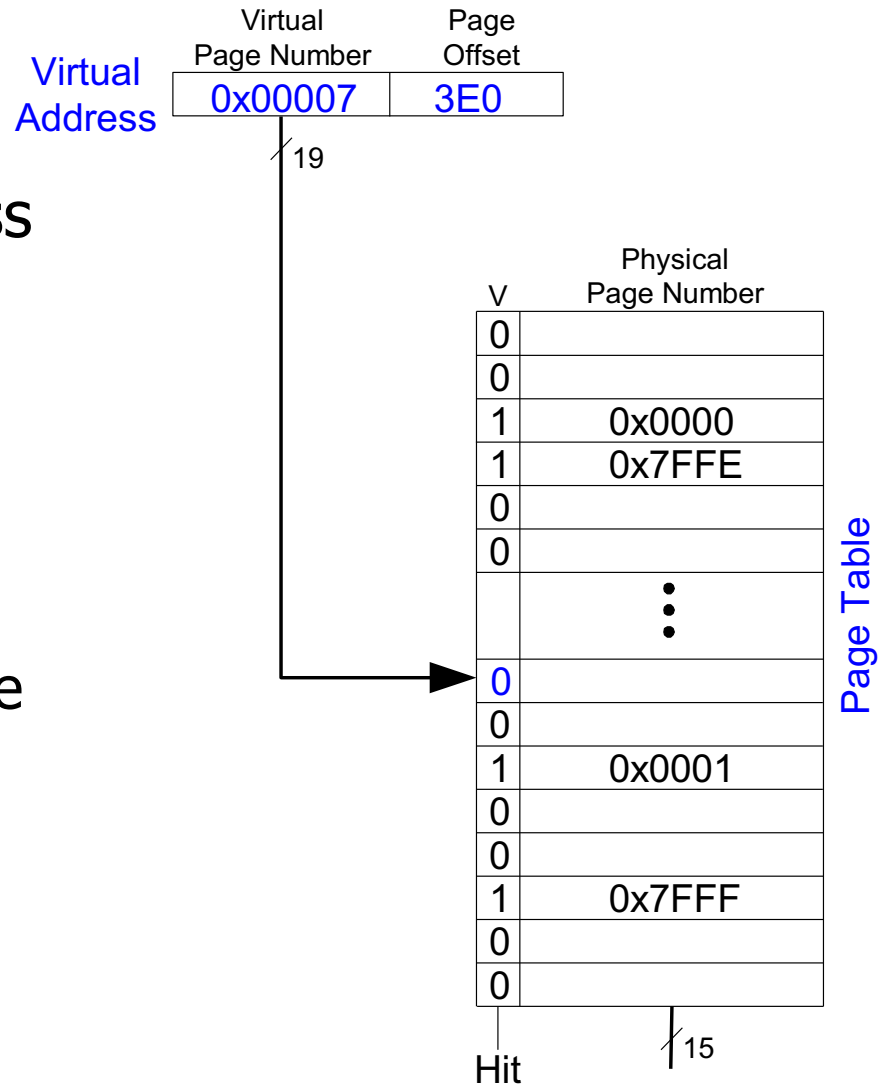 Virtual
Page Number
Page
Offset
Virtual
Address
0x00007
3E0
19
ss
Physical
Page Number
V
0
0
1 0x0000
1 0x7FFE
0
0
e
0
0
1 0x0001
0
0
1 0x7FFF
0
0
Page Table
15
Hit